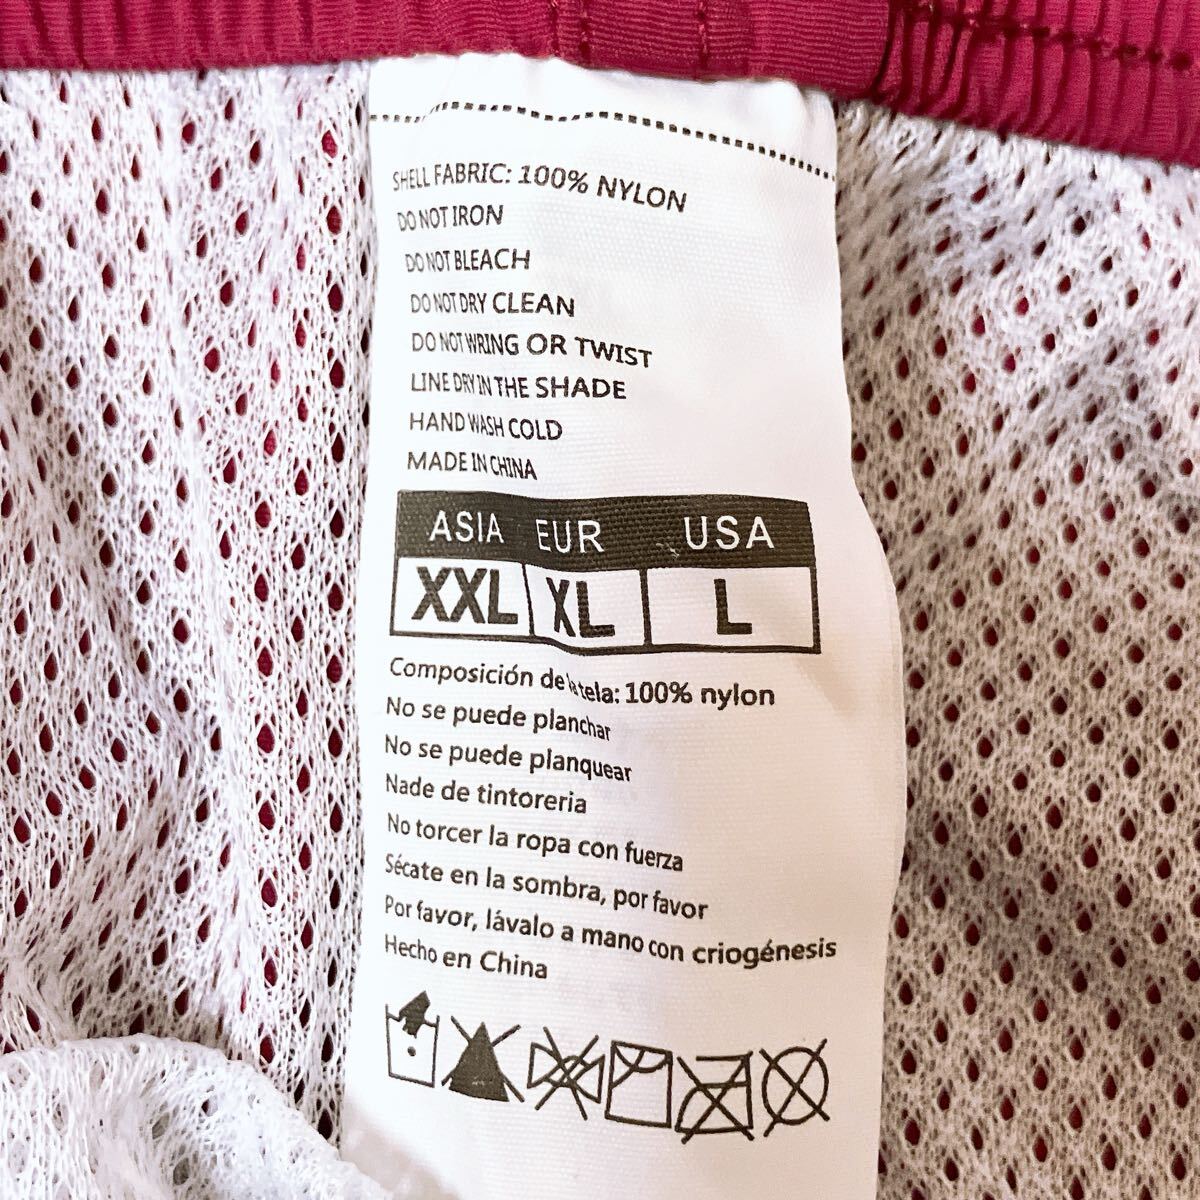 SHELL FABRIC: 100% NYLON
DO NOT IRON
DO NOT BLEACH
DO NOT DRY CLEAN
DO NOT WRING OR TWIST
LINE DRY IN THE SHADE
HAND WASH COLD
MADE IN CHINA
ASIA EUR USA
XXL XL L
Composición de la tela: 100% nylon
No se puede planchar
No se puede planquear
Nade de tintoreria
No torcer la ropa con fuerza
Sécate en la sombra, por favor
Por favor, lávalo a mano con criogénesis
Hecho en China